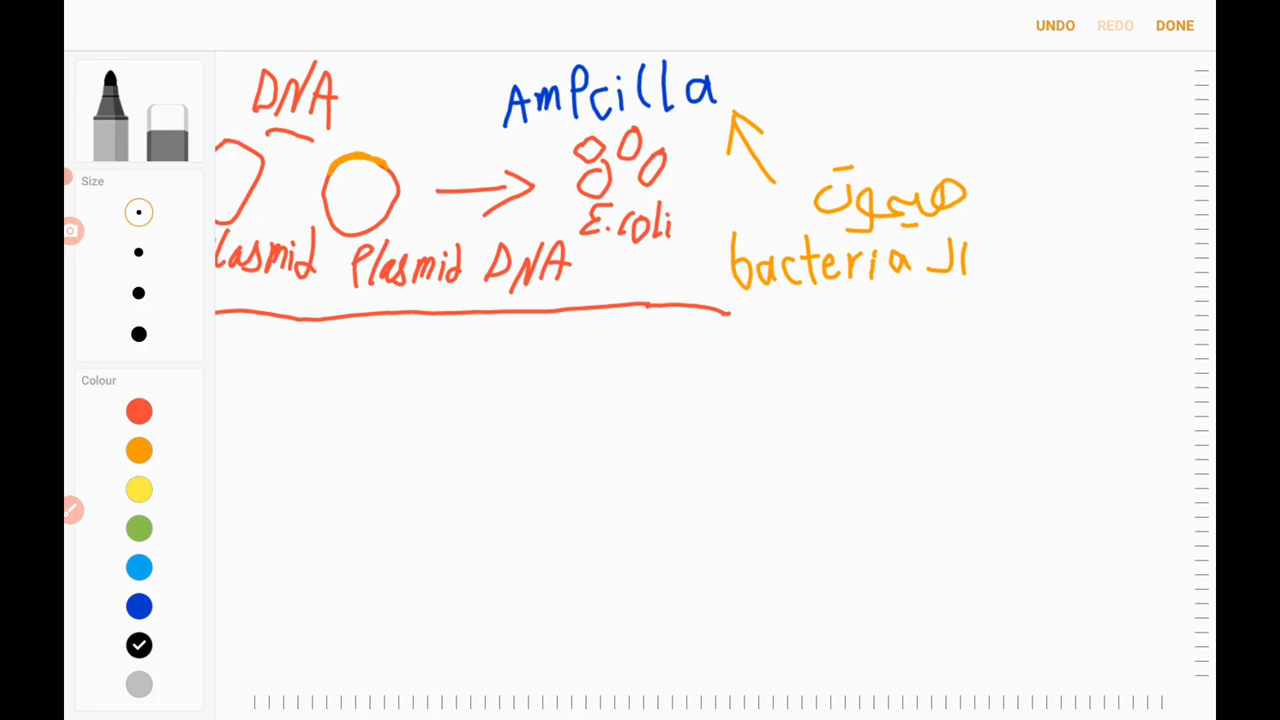 UNDO REDO DONE
Size
Colour
DNA
Ampcilla
هيموت
bacteria ال
E.coli
lasmid Plasmid DNA